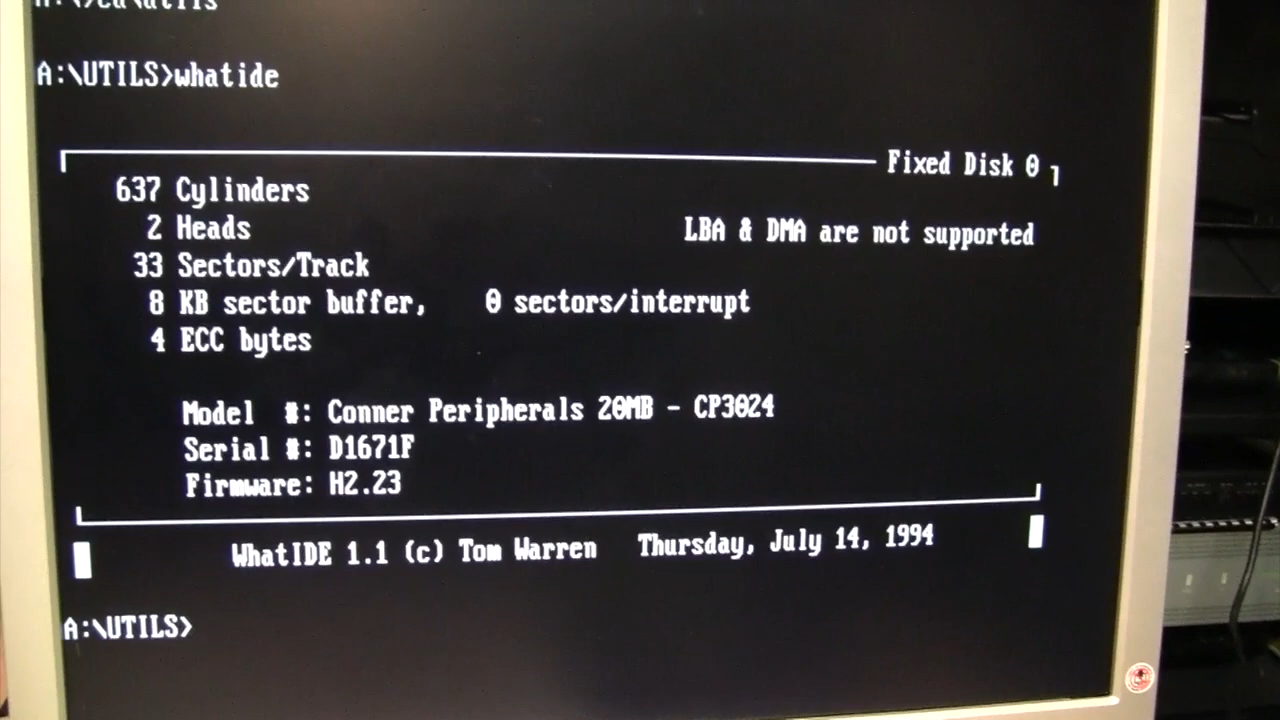 A:\>cd\utils
A:\UTILS>whatide
Fixed Disk 0
637 Cylinders
2 Heads
LBA & DMA are not supported
33 Sectors/Track
8 KB sector buffer, 0 sectors/interrupt
4 ECC bytes
Model #: Conner Peripherals 20MB - CP3024
Serial #: D1671F
Firmware: H2.23
WhatIDE 1.1 (c) Tom Warren Thursday, July 14, 1994
A:\UTILS>